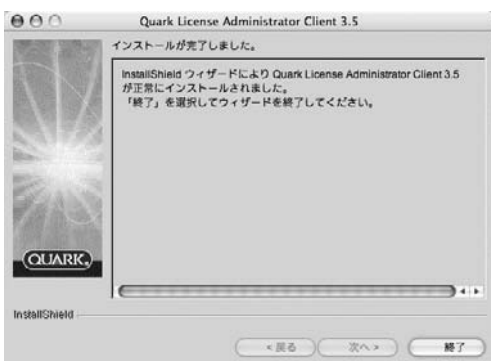 Quark License Administrator Client 3.5
インストールが完了しました。
InstallShield ウィザードにより Quark License Administrator Client 3.5
が正常にインストールされました。
「終了」を選択してウィザードを終了してください。
QUARK.
InstallShield
< 戻る
次へ >
終了